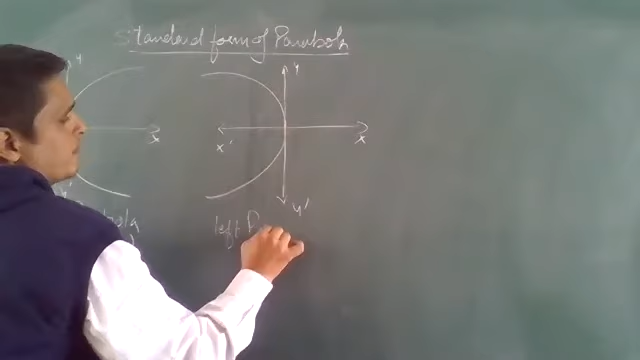 Standard form of Parabola
y
x
y'
x'
y
x
y'
left P